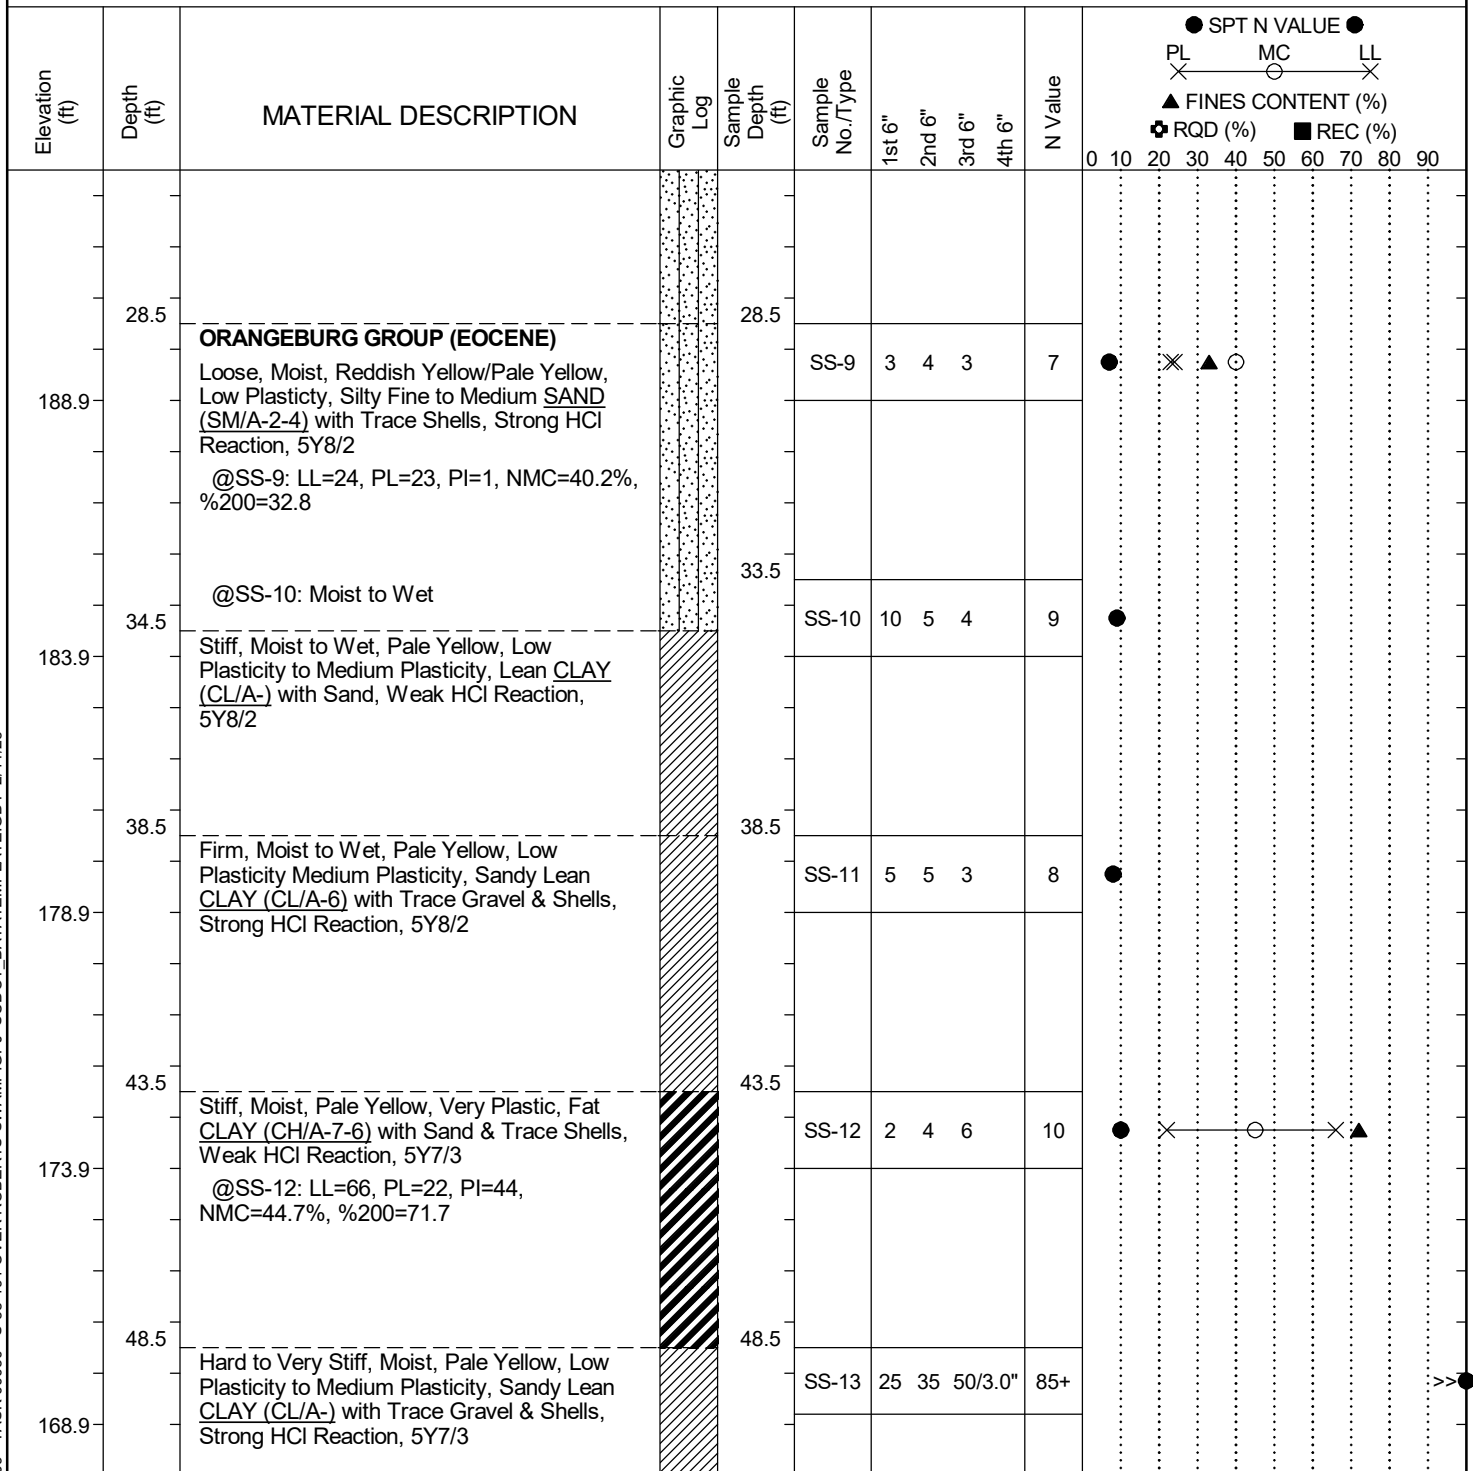 ● SPT N VALUE ●
PL MC LL
▲ FINES CONTENT (%)
RQD (%) ■ REC (%)
Elevation (ft)
Depth (ft)
MATERIAL DESCRIPTION
Graphic Log
Sample Depth (ft)
Sample No./Type
1st 6"
2nd 6"
3rd 6"
4th 6"
N Value
0 10 20 30 40 50 60 70 80 90
28.5 28.5
ORANGEBURG GROUP (EOCENE)
SS-9 3 4 3 7
Loose, Moist, Reddish Yellow/Pale Yellow,
188.9 Low Plasticty, Silty Fine to Medium SAND
(SM/A-2-4) with Trace Shells, Strong HCl
Reaction, 5Y8/2
@SS-9: LL=24, PL=23, PI=1, NMC=40.2%,
%200=32.8
33.5
@SS-10: Moist to Wet
34.5 SS-10 10 5 4 9
Stiff, Moist to Wet, Pale Yellow, Low
183.9 Plasticity to Medium Plasticity, Lean CLAY
(CL/A-) with Sand, Weak HCl Reaction,
5Y8/2
38.5 38.5
Firm, Moist to Wet, Pale Yellow, Low
Plasticity Medium Plasticity, Sandy Lean SS-11 5 5 3 8
178.9 CLAY (CL/A-6) with Trace Gravel & Shells,
Strong HCl Reaction, 5Y8/2
43.5 43.5
Stiff, Moist, Pale Yellow, Very Plastic, Fat
CLAY (CH/A-7-6) with Sand & Trace Shells, SS-12 2 4 6 10
Weak HCl Reaction, 5Y7/3
173.9
@SS-12: LL=66, PL=22, PI=44,
NMC=44.7%, %200=71.7
48.5 48.5
Hard to Very Stiff, Moist, Pale Yellow, Low
Plasticity to Medium Plasticity, Sandy Lean SS-13 25 35 50/3.0" 85+ >>
CLAY (CL/A-) with Trace Gravel & Shells,
168.9 Strong HCl Reaction, 5Y7/3